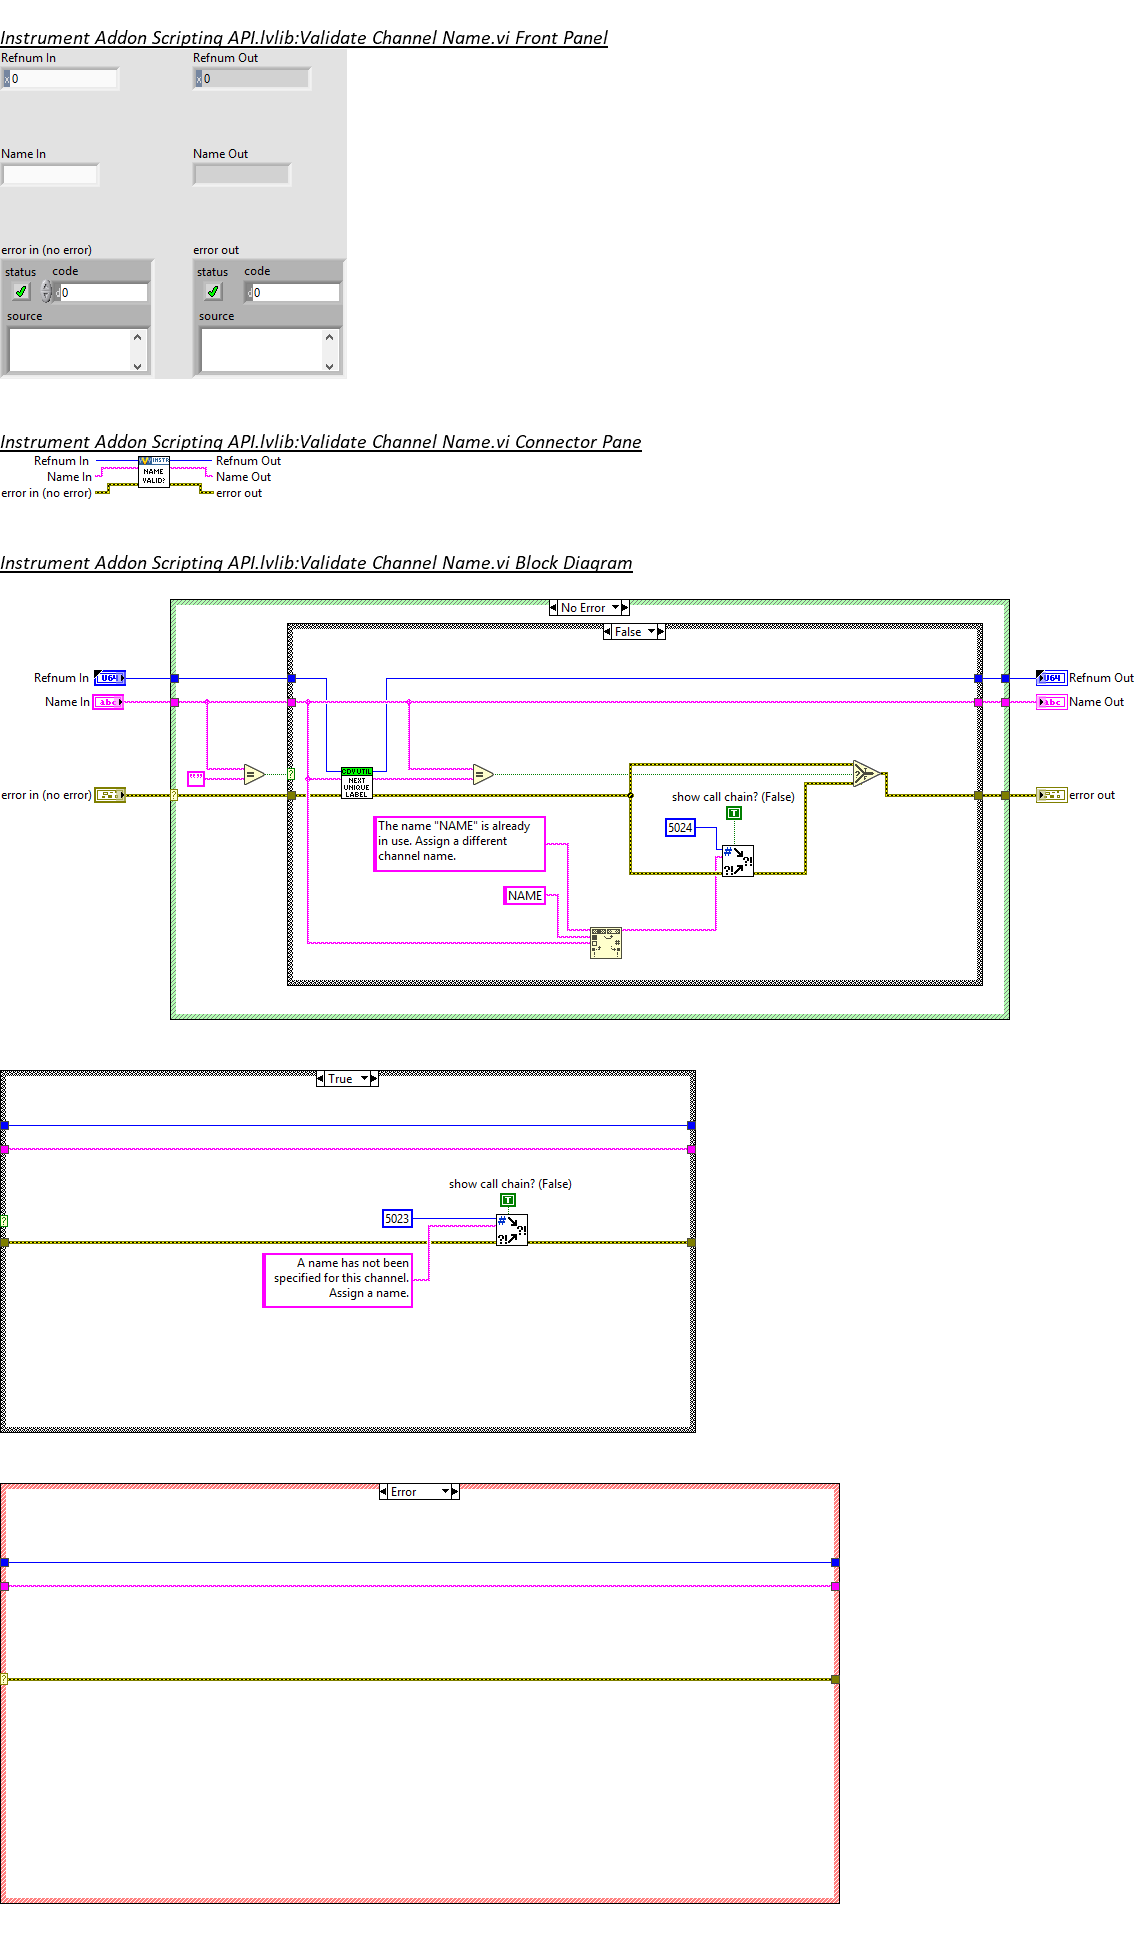 Instrument Addon Scripting API.lvlib:Validate Channel Name.vi Front Panel
Refnum In
Refnum Out
x 0
x 0
Name In
Name Out
error in (no error)
error out
status
code
status
code
d 0
d 0
source
source
Instrument Addon Scripting API.lvlib:Validate Channel Name.vi Connector Pane
Refnum In
INSTR
Refnum Out
Name In
NAME
VALID?
Name Out
error in (no error)
error out
Instrument Addon Scripting API.lvlib:Validate Channel Name.vi Block Diagram
No Error
False
Refnum In
U64
U64
Refnum Out
Name In
abc
abc
Name Out
""
=
?
NEXT
UNIQUE
LABEL
=
?
T
F
error in (no error)
?
error out
show call chain? (False)
T
5024
#
?!
?!
The name "NAME" is already
in use. Assign a different
channel name.
NAME
True
show call chain? (False)
T
5023
#
?!
?!
?
A name has not been
specified for this channel.
Assign a name.
Error
?